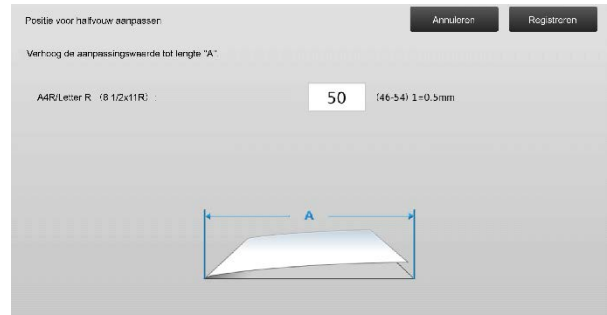 Positie voor halfvouw aanpassen
Annuleren
Registreren
Verhoog de aanpassingswaarde tot lengte "A".
A4R/Letter R (8 1/2x11R) :
50
(46-54) 1=0.5mm
A